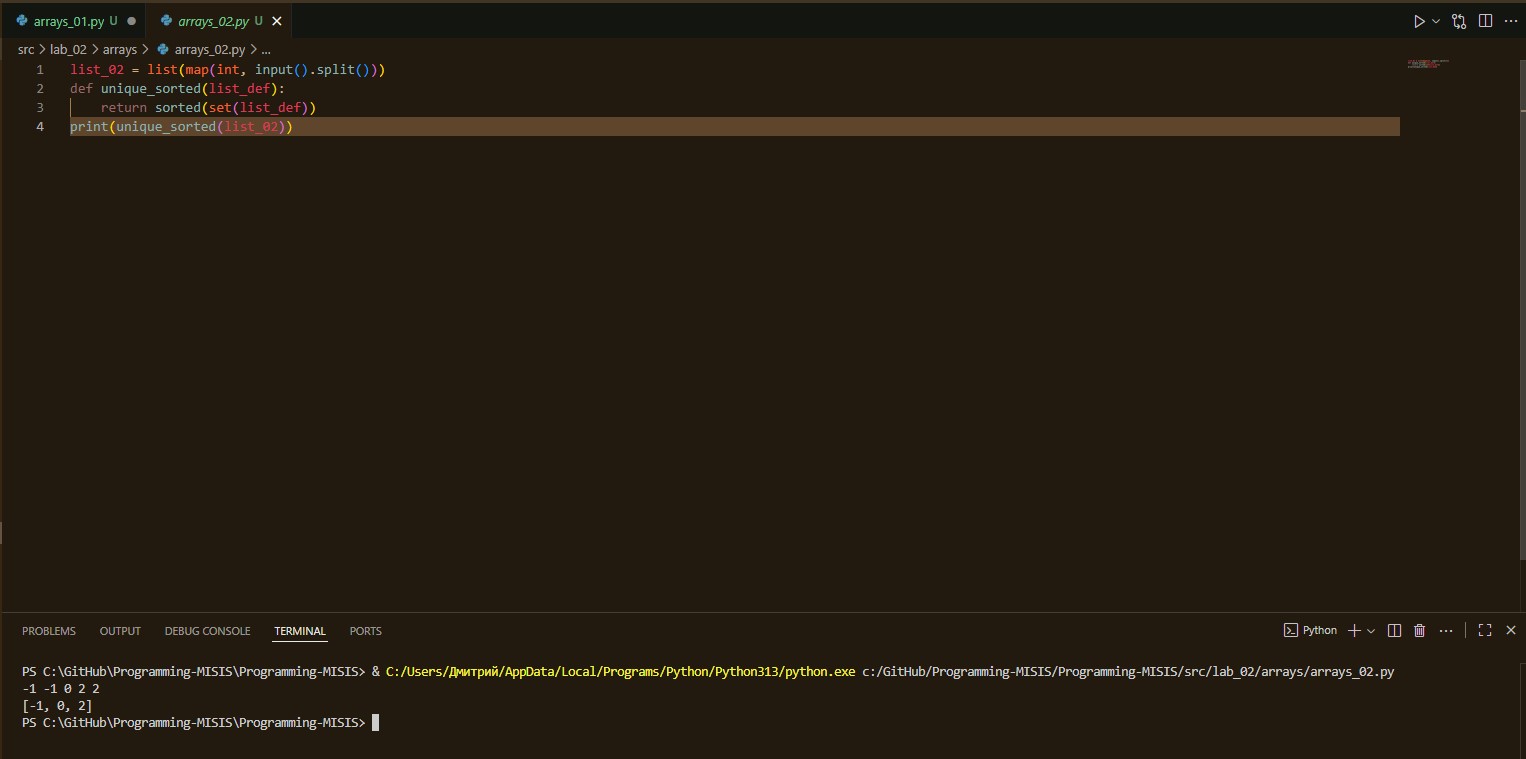 arrays_01.py U arrays_02.py U
src > lab_02 > arrays > arrays_02.py > ...
1 list_02 = list(map(int, input().split()))
2 def unique_sorted(list_def):
3     return sorted(set(list_def))
4 print(unique_sorted(list_02))
PROBLEMS OUTPUT DEBUG CONSOLE TERMINAL PORTS Python
PS C:\GitHub\Programming-MISIS\Programming-MISIS> & C:/Users/Дмитрий/AppData/Local/Programs/Python/Python313/python.exe c:/GitHub/Programming-MISIS/Programming-MISIS/src/lab_02/arrays/arrays_02.py
-1 -1 0 2 2
[-1, 0, 2]
PS C:\GitHub\Programming-MISIS\Programming-MISIS>